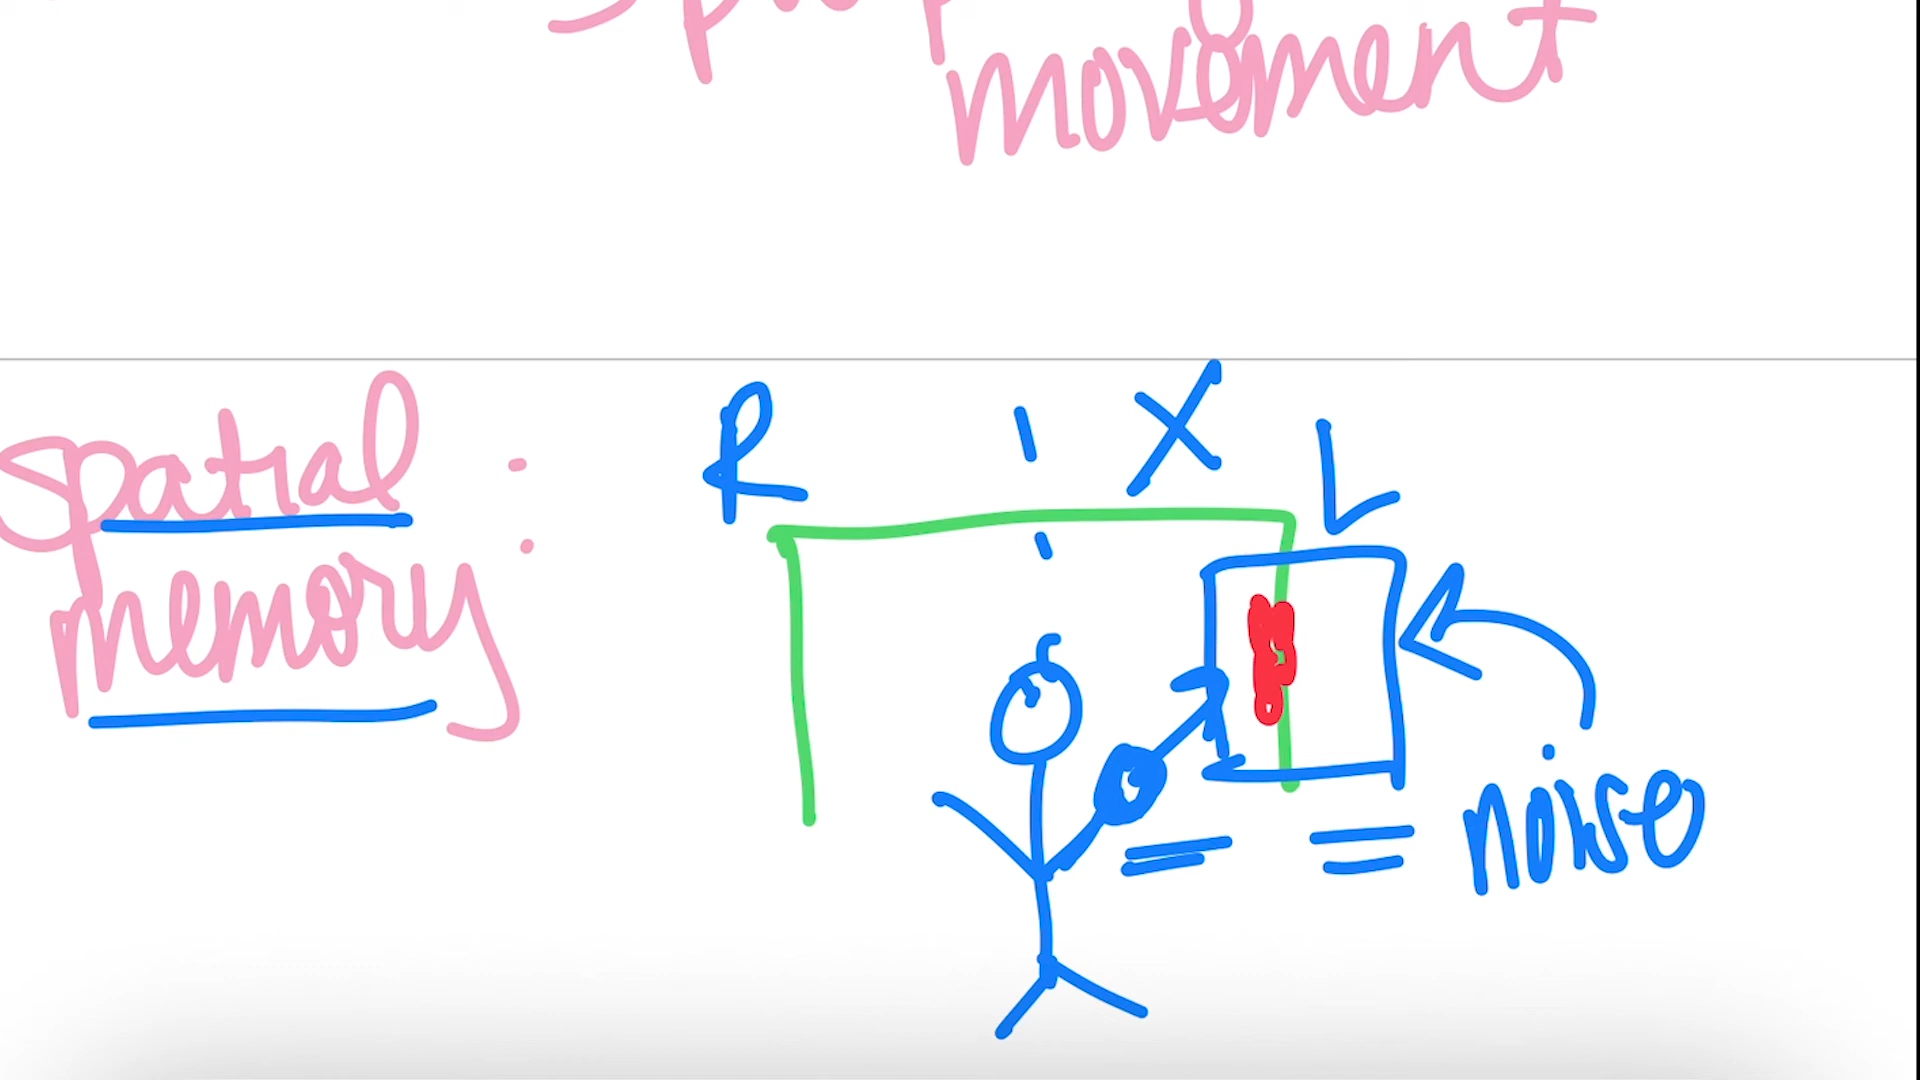 movement
spatial
memory:
R X L
noise